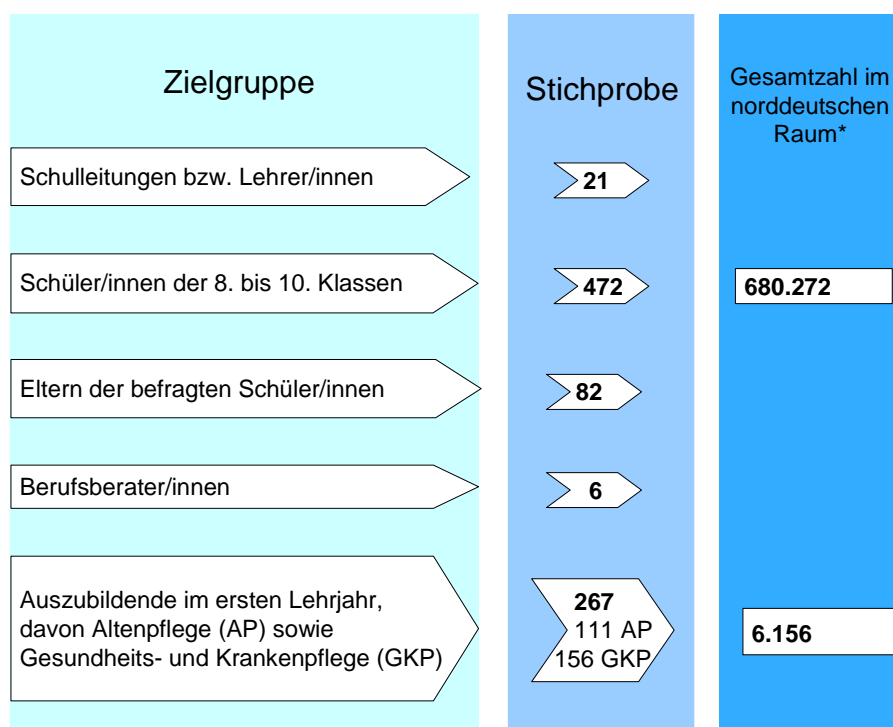 Zielgruppe
Stichprobe
Gesamtzahl im
norddeutschen
Raum*
Schulleitungen bzw. Lehrer/innen
21
Schüler/innen der 8. bis 10. Klassen
472
680.272
Eltern der befragten Schüler/innen
82
Berufsberater/innen
6
Auszubildende im ersten Lehrjahr,
davon Altenpflege (AP) sowie
Gesundheits- und Krankenpflege (GKP)
267
111 AP
156 GKP
6.156